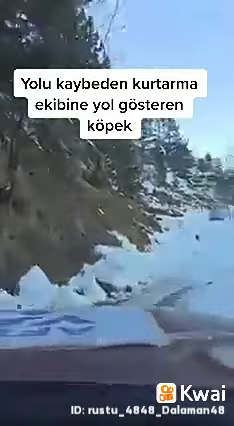 Yolu kaybeden kurtarma
ekibine yol gösteren
köpek
Kwai
ID: rustu_4848_Dalaman48